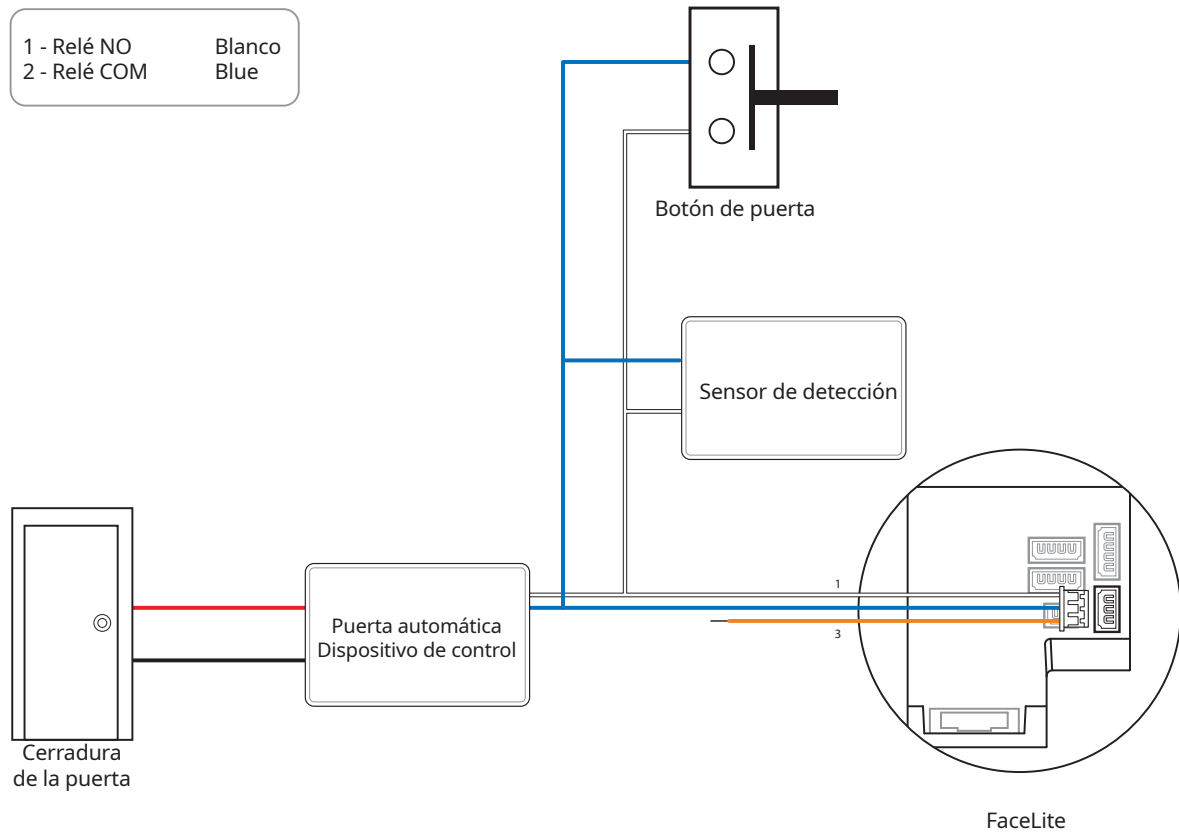 1 - Relé NO Blanco
2 - Relé COM Blue
Botón de puerta
Sensor de detección
1
3
Puerta automática
Dispositivo de control
Cerradura
de la puerta
FaceLite